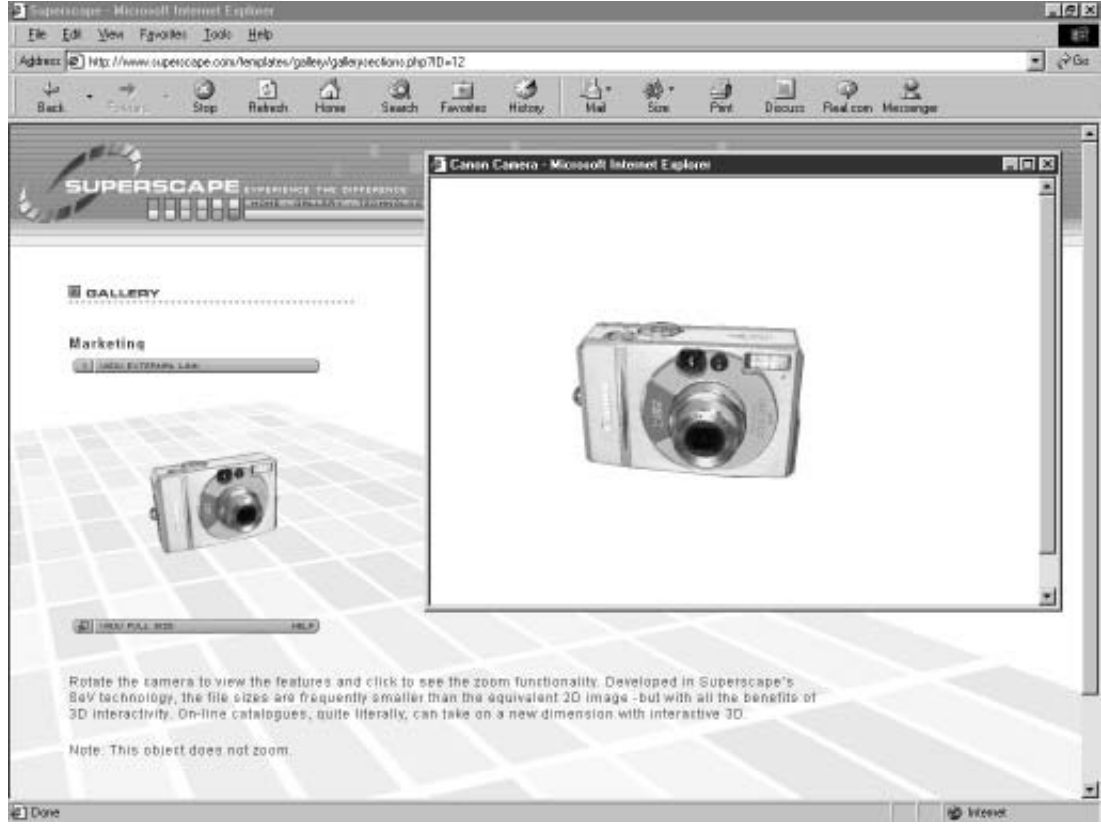 Superscape - Microsoft Internet Explorer
File Edit View Favorites Tools Help
Address http://www.superscape.com/templates/gallery/gallerysections.php?ID=12 Go
Back Forward Stop Refresh Home Search Favorites History Mail Size Print Discuss Real.com Messenger
SUPERSCAPE EXPERIENCE THE DIFFERENCE
Canon Camera - Microsoft Internet Explorer
GALLERY
Marketing
VIEW EXTERNAL LINK
VIEW FULL SIZE HELP
Rotate the camera to view the features and click to see the zoom functionality. Developed in Superscape's
SeV technology, the file sizes are frequently smaller than the equivalent 2D image -but with all the benefits of
3D interactivity. On-line catalogues, quite literally, can take on a new dimension with interactive 3D.
Note: This object does not zoom.
Done Internet